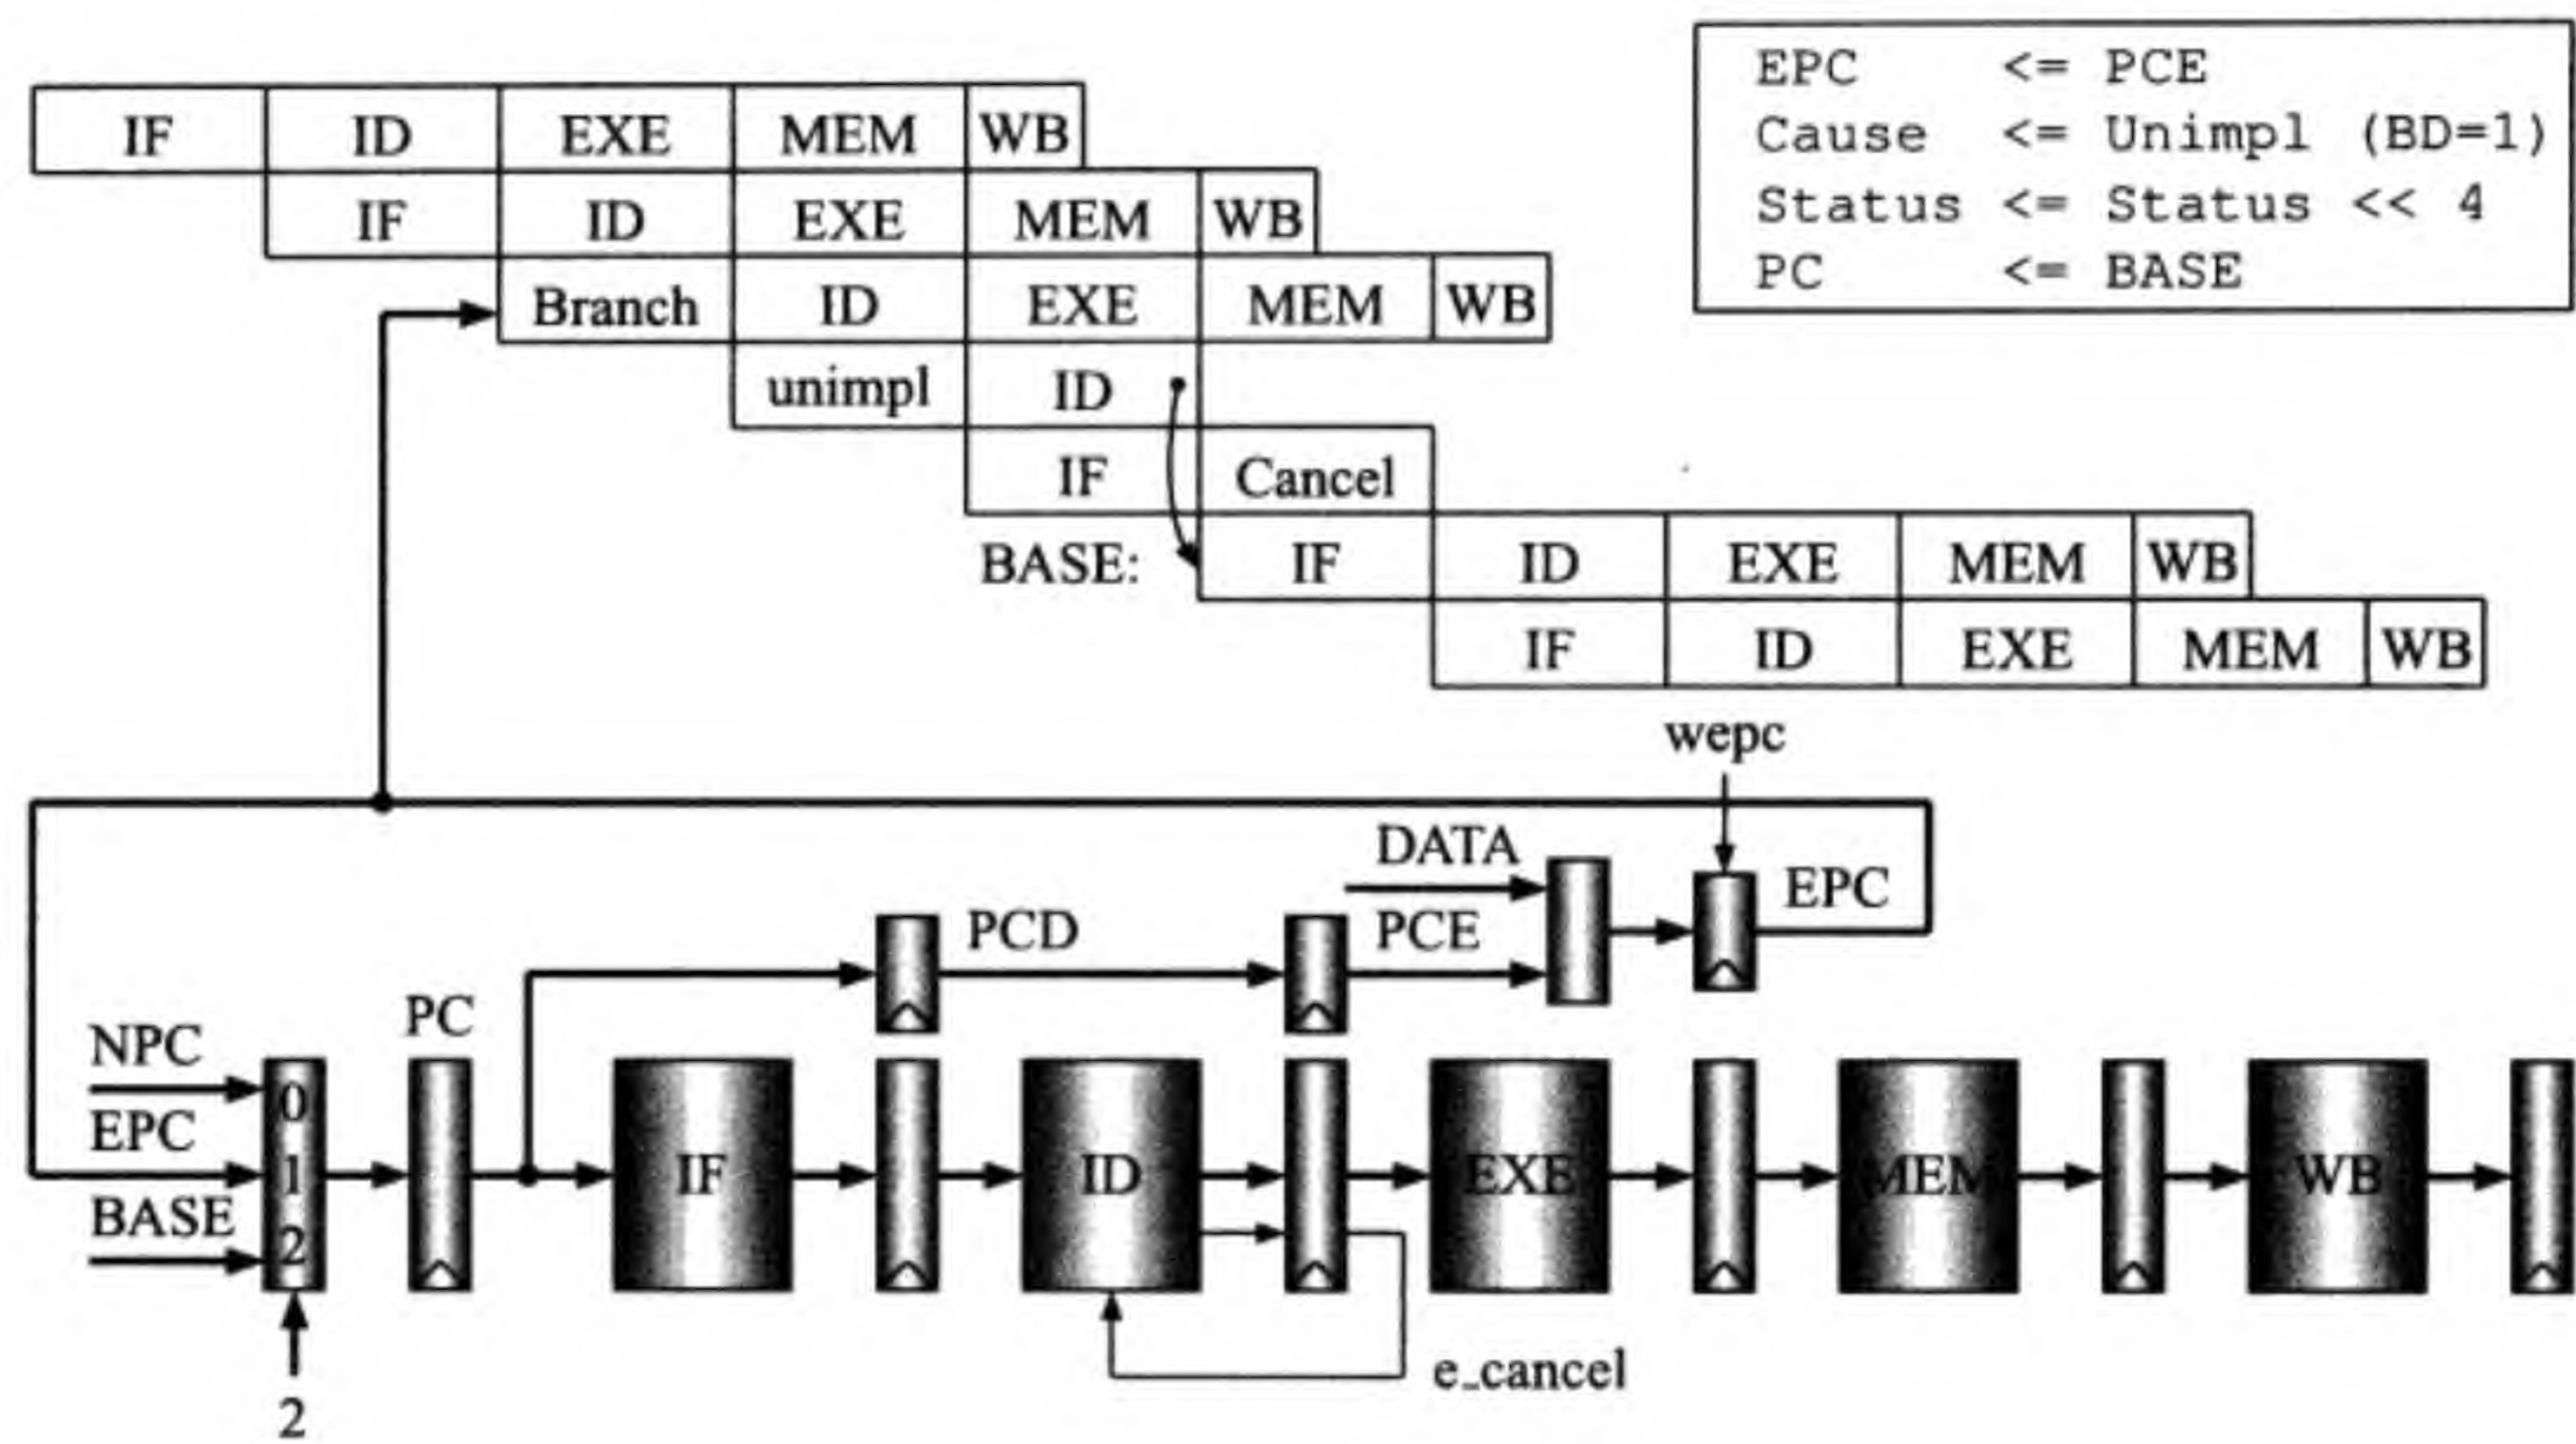 EPC <= PCE
Cause <= Unimpl (BD=1)
Status <= Status << 4
PC <= BASE
IF ID EXE MEM WB
IF ID EXE MEM WB
Branch ID EXE MEM WB
unimpl ID
IF Cancel
BASE: IF ID EXE MEM WB
IF ID EXE MEM WB
wepc
DATA
EPC
PCD PCE
PC
NPC
EPC
BASE
0
1
2
IF ID EXE MEM WB
e_cancel
2